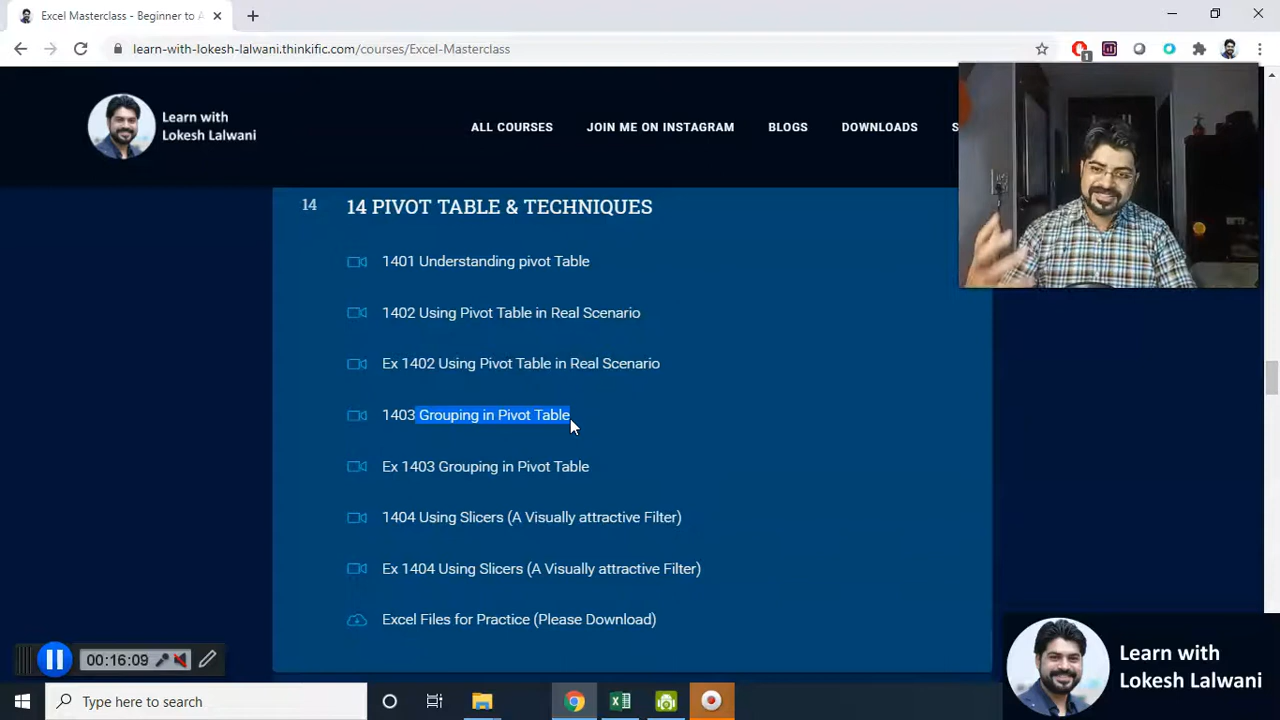 Excel Masterclass - Beginner to A
learn-with-lokesh-lalwani.thinkific.com/courses/Excel-Masterclass
1
Learn with
Lokesh Lalwani
ALL COURSES
JOIN ME ON INSTAGRAM
BLOGS
DOWNLOADS
S
14
14 PIVOT TABLE & TECHNIQUES
1401 Understanding pivot Table
1402 Using Pivot Table in Real Scenario
Ex 1402 Using Pivot Table in Real Scenario
1403 Grouping in Pivot Table
Ex 1403 Grouping in Pivot Table
1404 Using Slicers (A Visually attractive Filter)
Ex 1404 Using Slicers (A Visually attractive Filter)
Excel Files for Practice (Please Download)
00:16:09
Learn with
Lokesh Lalwani
Type here to search